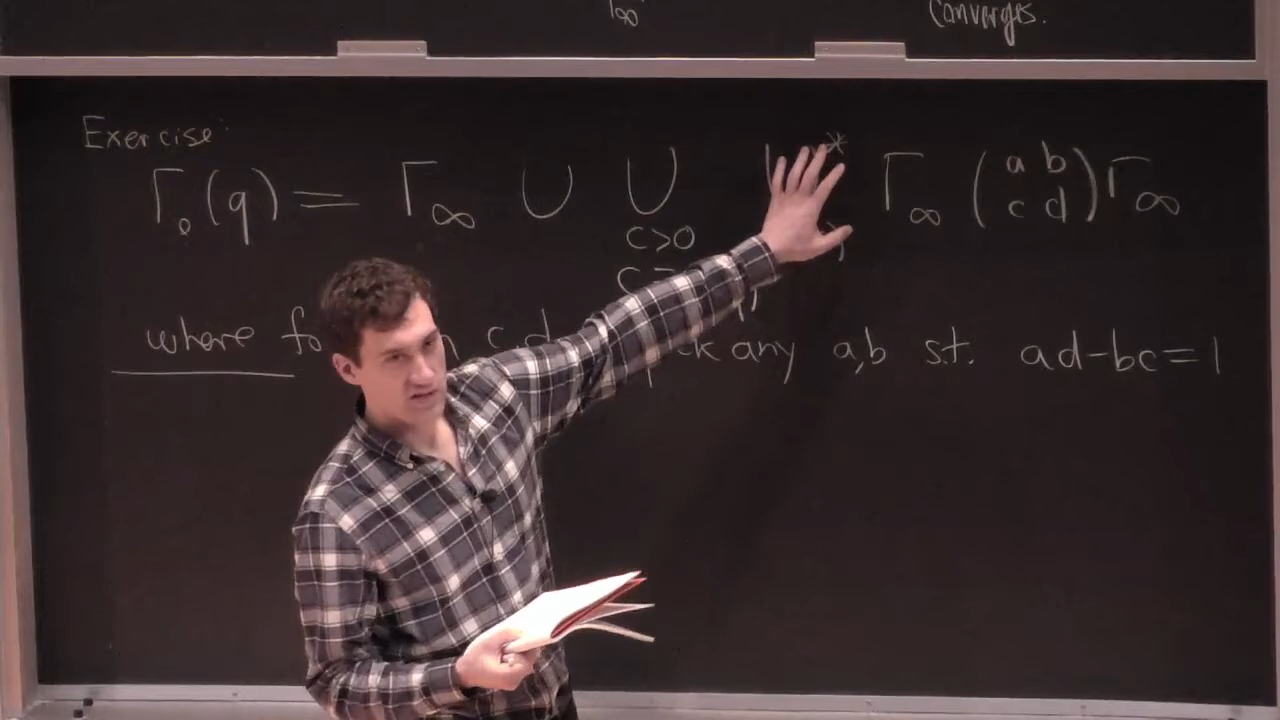 ∞
Converges.
Exercise:
Γ₀(q) = Γ∞ ∪ ∪ * Γ∞ (a b c d) Γ∞
c>0
c
where c,d any a,b s.t. ad-bc=1